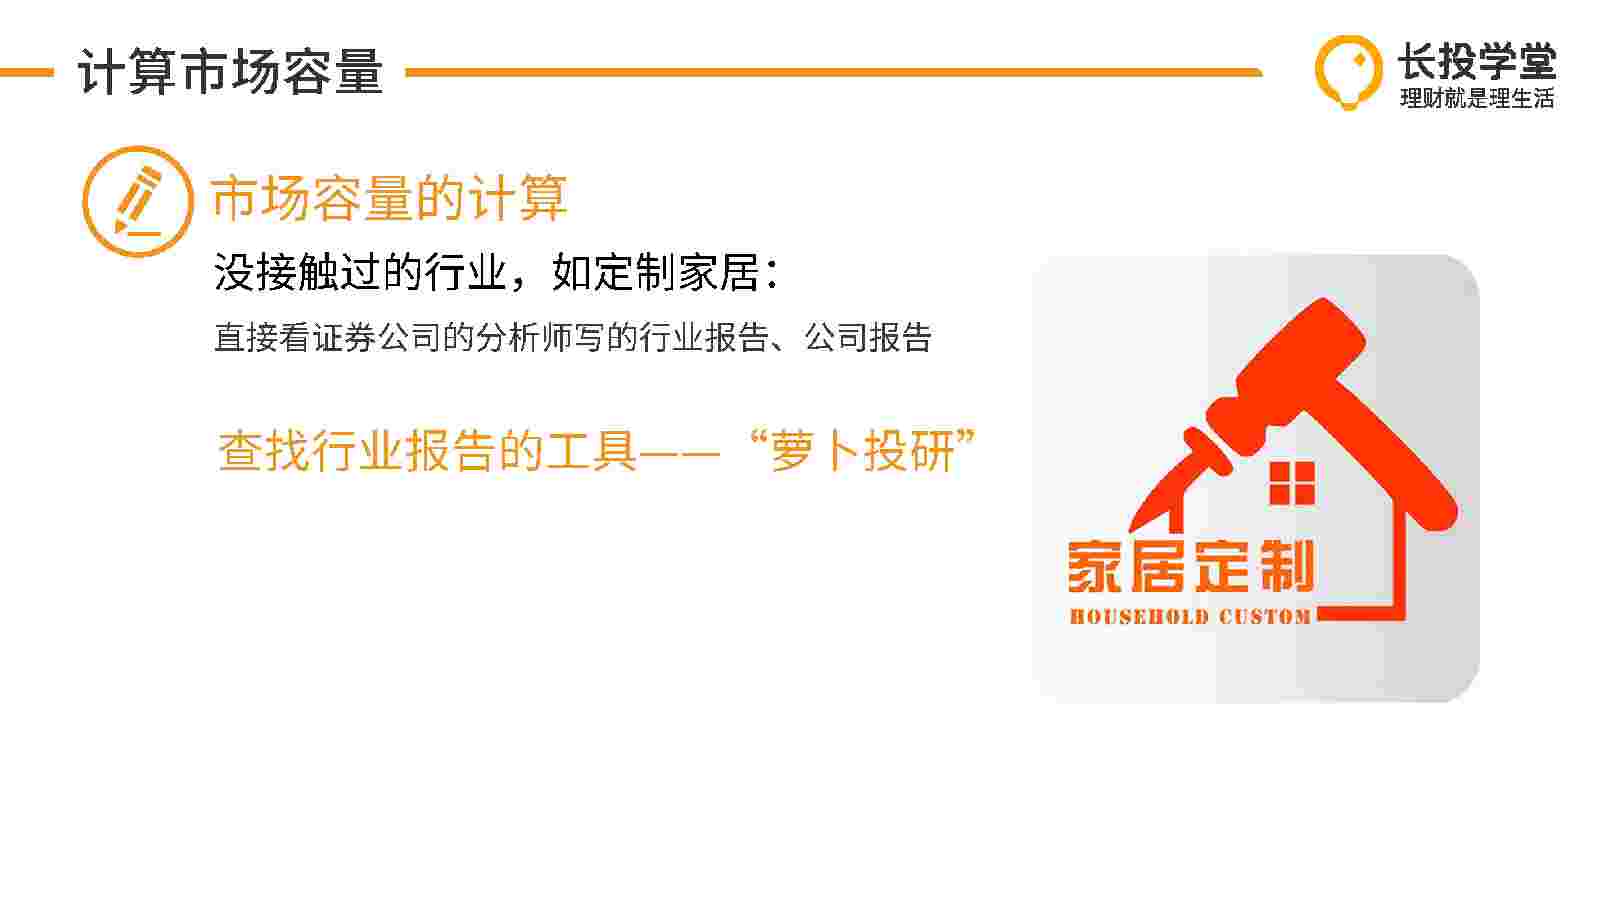 计算市场容量
长投学堂
理财就是理生活
市场容量的计算
没接触过的行业，如定制家居：
直接看证券公司的分析师写的行业报告、公司报告
查找行业报告的工具——“萝卜投研”
家居定制
HOUSEHOLD CUSTOM